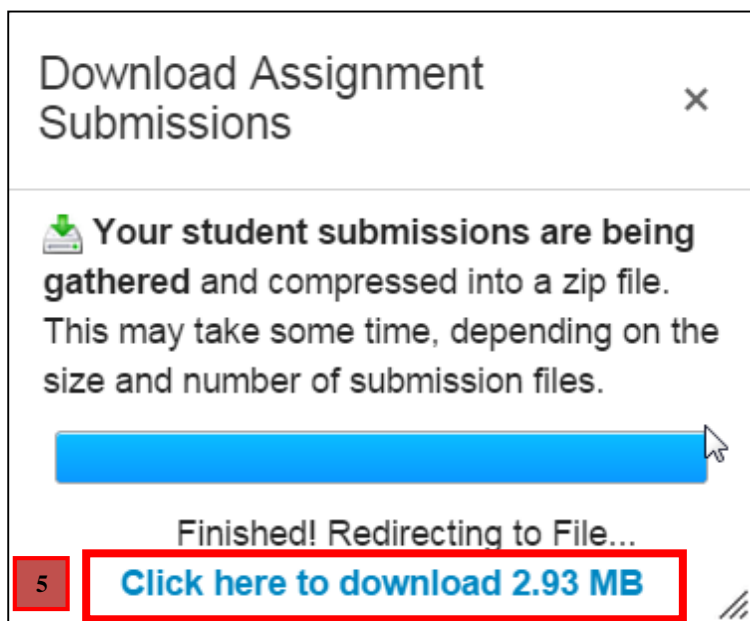 Download Assignment
Submissions
×
Your student submissions are being
gathered and compressed into a zip file.
This may take some time, depending on the
size and number of submission files.
Finished! Redirecting to File...
5
Click here to download 2.93 MB